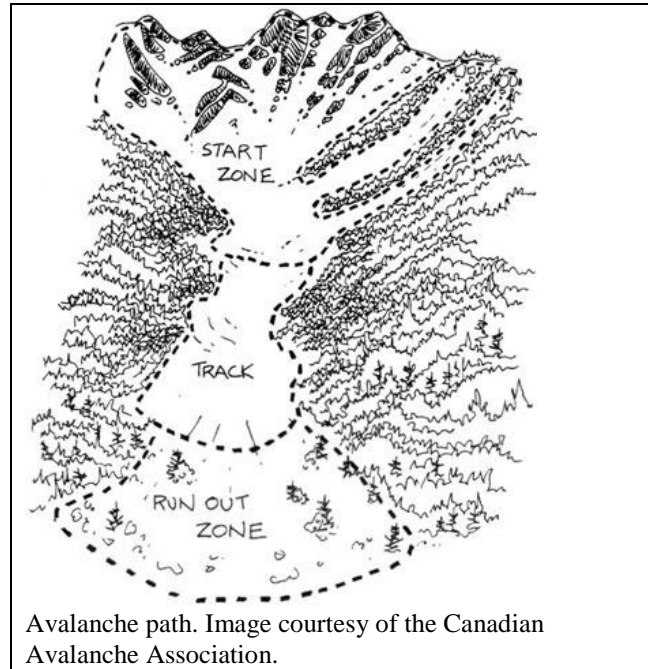 START
ZONE
TRACK
RUN OUT
ZONE
Avalanche path. Image courtesy of the Canadian
Avalanche Association.